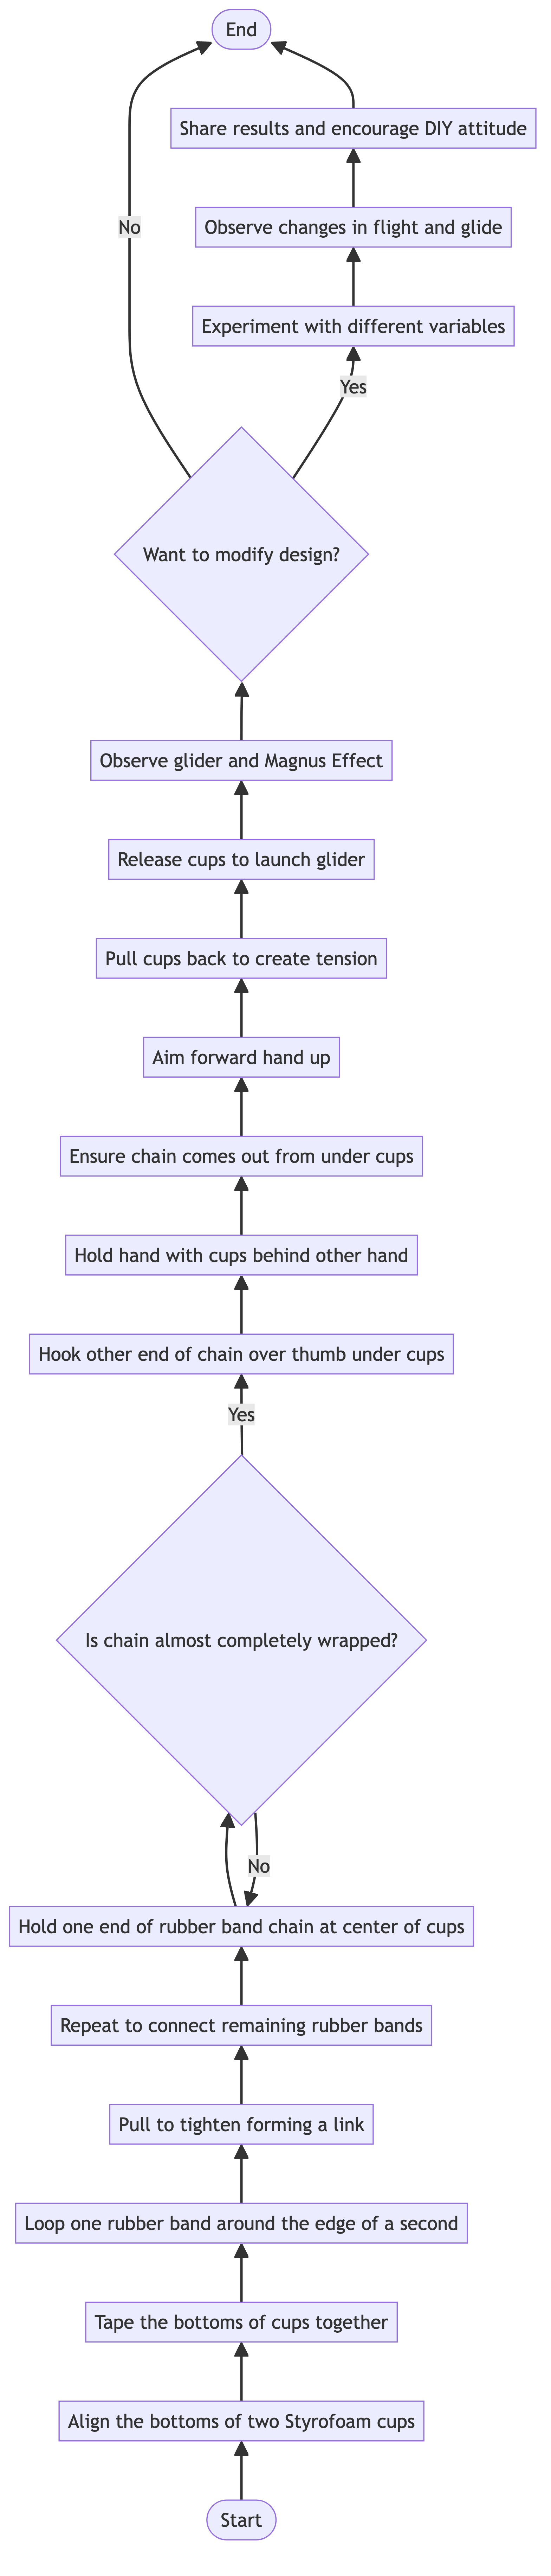 End
Share results and encourage DIY attitude
No
Observe changes in flight and glide
Experiment with different variables
Yes
Want to modify design?
Observe glider and Magnus Effect
Release cups to launch glider
Pull cups back to create tension
Aim forward hand up
Ensure chain comes out from under cups
Hold hand with cups behind other hand
Hook other end of chain over thumb under cups
Yes
Is chain almost completely wrapped?
No
Hold one end of rubber band chain at center of cups
Repeat to connect remaining rubber bands
Pull to tighten forming a link
Loop one rubber band around the edge of a second
Tape the bottoms of cups together
Align the bottoms of two Styrofoam cups
Start